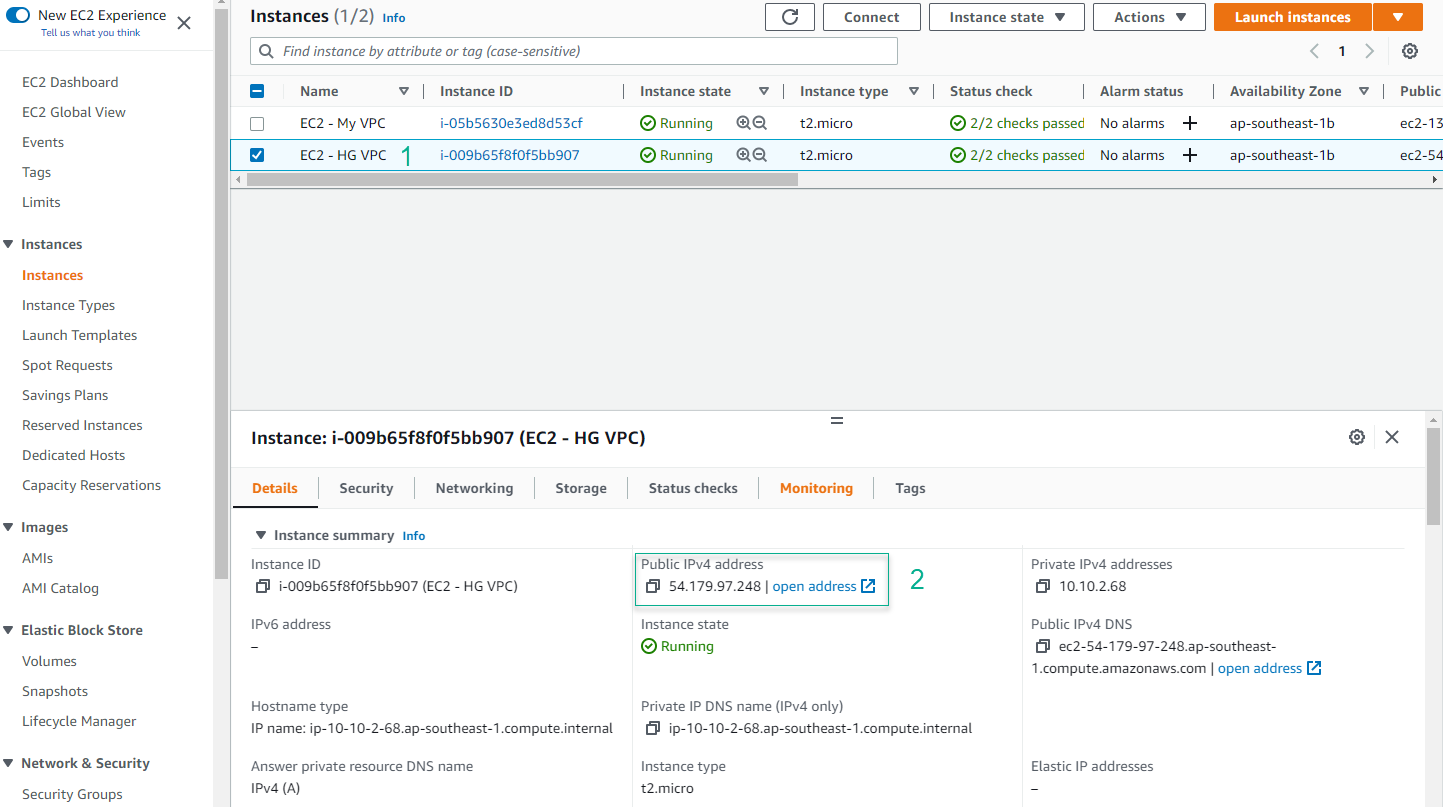 New EC2 Experience
Tell us what you think
EC2 Dashboard
EC2 Global View
Events
Tags
Limits
Instances
Instances
Instance Types
Launch Templates
Spot Requests
Savings Plans
Reserved Instances
Dedicated Hosts
Capacity Reservations
Images
AMIs
AMI Catalog
Elastic Block Store
Volumes
Snapshots
Lifecycle Manager
Network & Security
Security Groups
Instances (1/2) Info
Connect
Instance state
Actions
Launch instances
Find instance by attribute or tag (case-sensitive)
1
Name Instance ID Instance state Instance type Status check Alarm status Availability Zone Public
EC2 - My VPC i-05b5630e3ed8d53cf Running t2.micro 2/2 checks passed No alarms + ap-southeast-1b ec2-13
EC2 - HG VPC 1 i-009b65f8f0f5bb907 Running t2.micro 2/2 checks passed No alarms + ap-southeast-1b ec2-54
Instance: i-009b65f8f0f5bb907 (EC2 - HG VPC)
Details Security Networking Storage Status checks Monitoring Tags
Instance summary Info
Instance ID
i-009b65f8f0f5bb907 (EC2 - HG VPC)
Public IPv4 address
54.179.97.248 | open address
2
Private IPv4 addresses
10.10.2.68
IPv6 address
–
Instance state
Running
Public IPv4 DNS
ec2-54-179-97-248.ap-southeast-
1.compute.amazonaws.com | open address
Hostname type
IP name: ip-10-10-2-68.ap-southeast-1.compute.internal
Private IP DNS name (IPv4 only)
ip-10-10-2-68.ap-southeast-1.compute.internal
Answer private resource DNS name
IPv4 (A)
Instance type
t2.micro
Elastic IP addresses
–